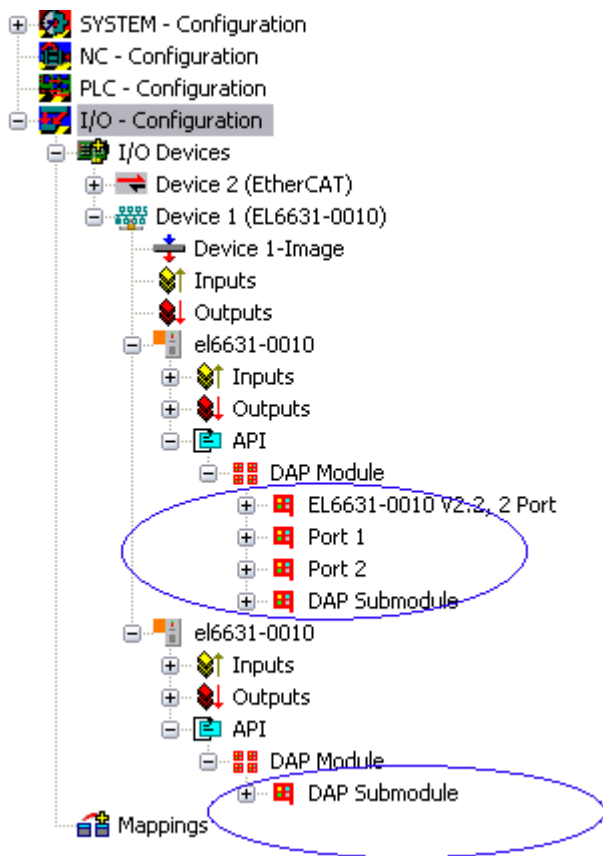 SYSTEM - Configuration
NC - Configuration
PLC - Configuration
I/O - Configuration
I/O Devices
Device 2 (EtherCAT)
Device 1 (EL6631-0010)
Device 1-Image
Inputs
Outputs
el6631-0010
Inputs
Outputs
API
DAP Module
EL6631-0010 V2.2, 2 Port
Port 1
Port 2
DAP Submodule
el6631-0010
Inputs
Outputs
API
DAP Module
DAP Submodule
Mappings